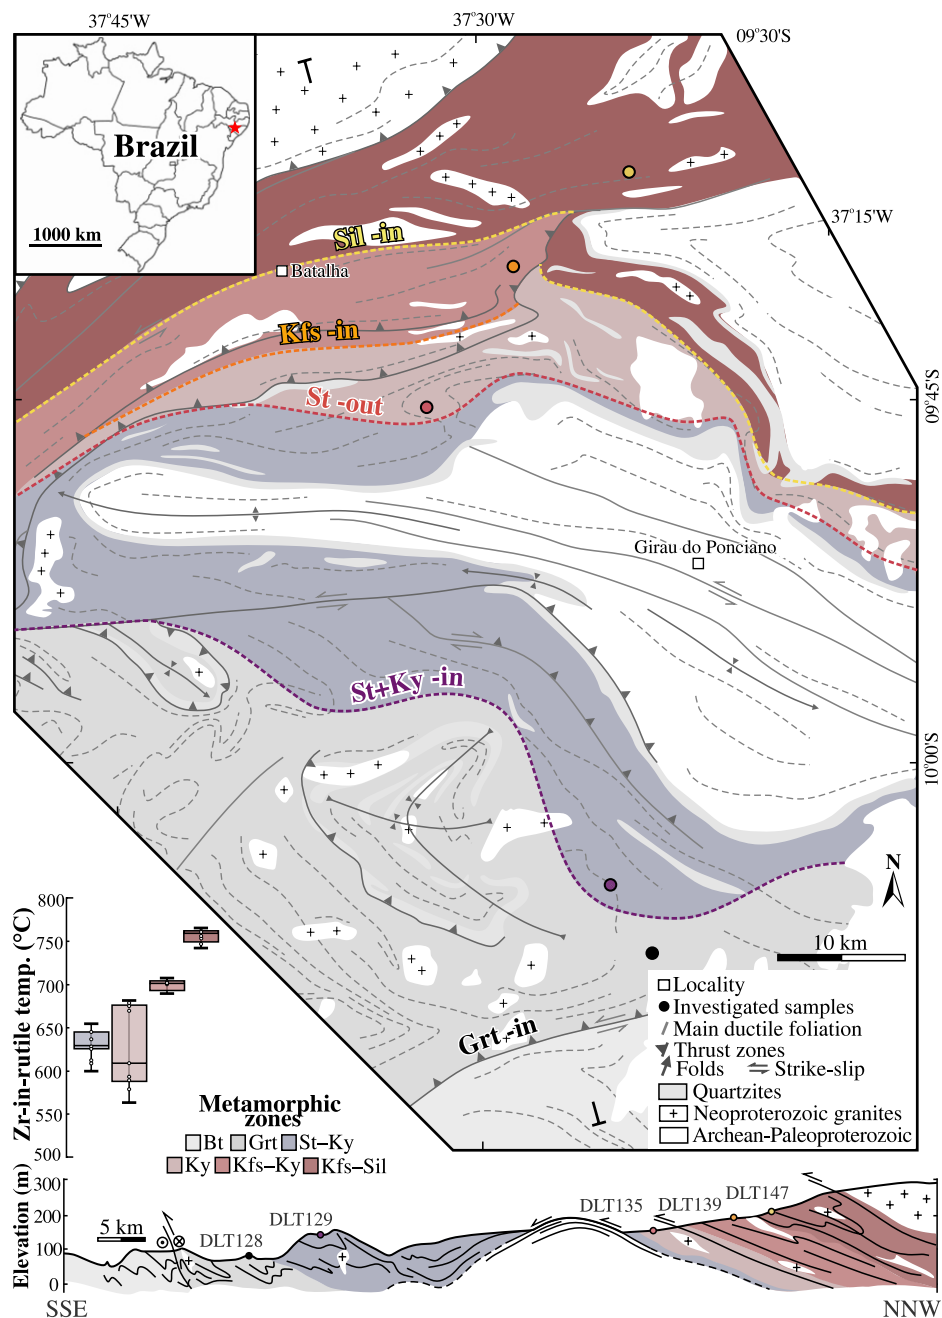 37°45'W
37°30'W
09°30'S
Brazil
1000 km
37°15'W
Sil -in
Batalha
Kfs -in
St -out
09°45'S
Girau do Ponciano
St+Ky -in
10°00'S
N
10 km
Grt -in
Locality
Investigated samples
Main ductile foliation
Thrust zones
Folds
Strike-slip
Quartzites
Neoproterozoic granites
Archean-Paleoproterozoic
Zr-in-rutile temp. (°C)
800
750
700
650
600
550
500
Metamorphic
zones
Bt Grt St–Ky
Ky Kfs–Ky Kfs–Sil
Elevation (m)
300
200
100
0
5 km
DLT128
DLT129
DLT135
DLT139
DLT147
SSE
NNW